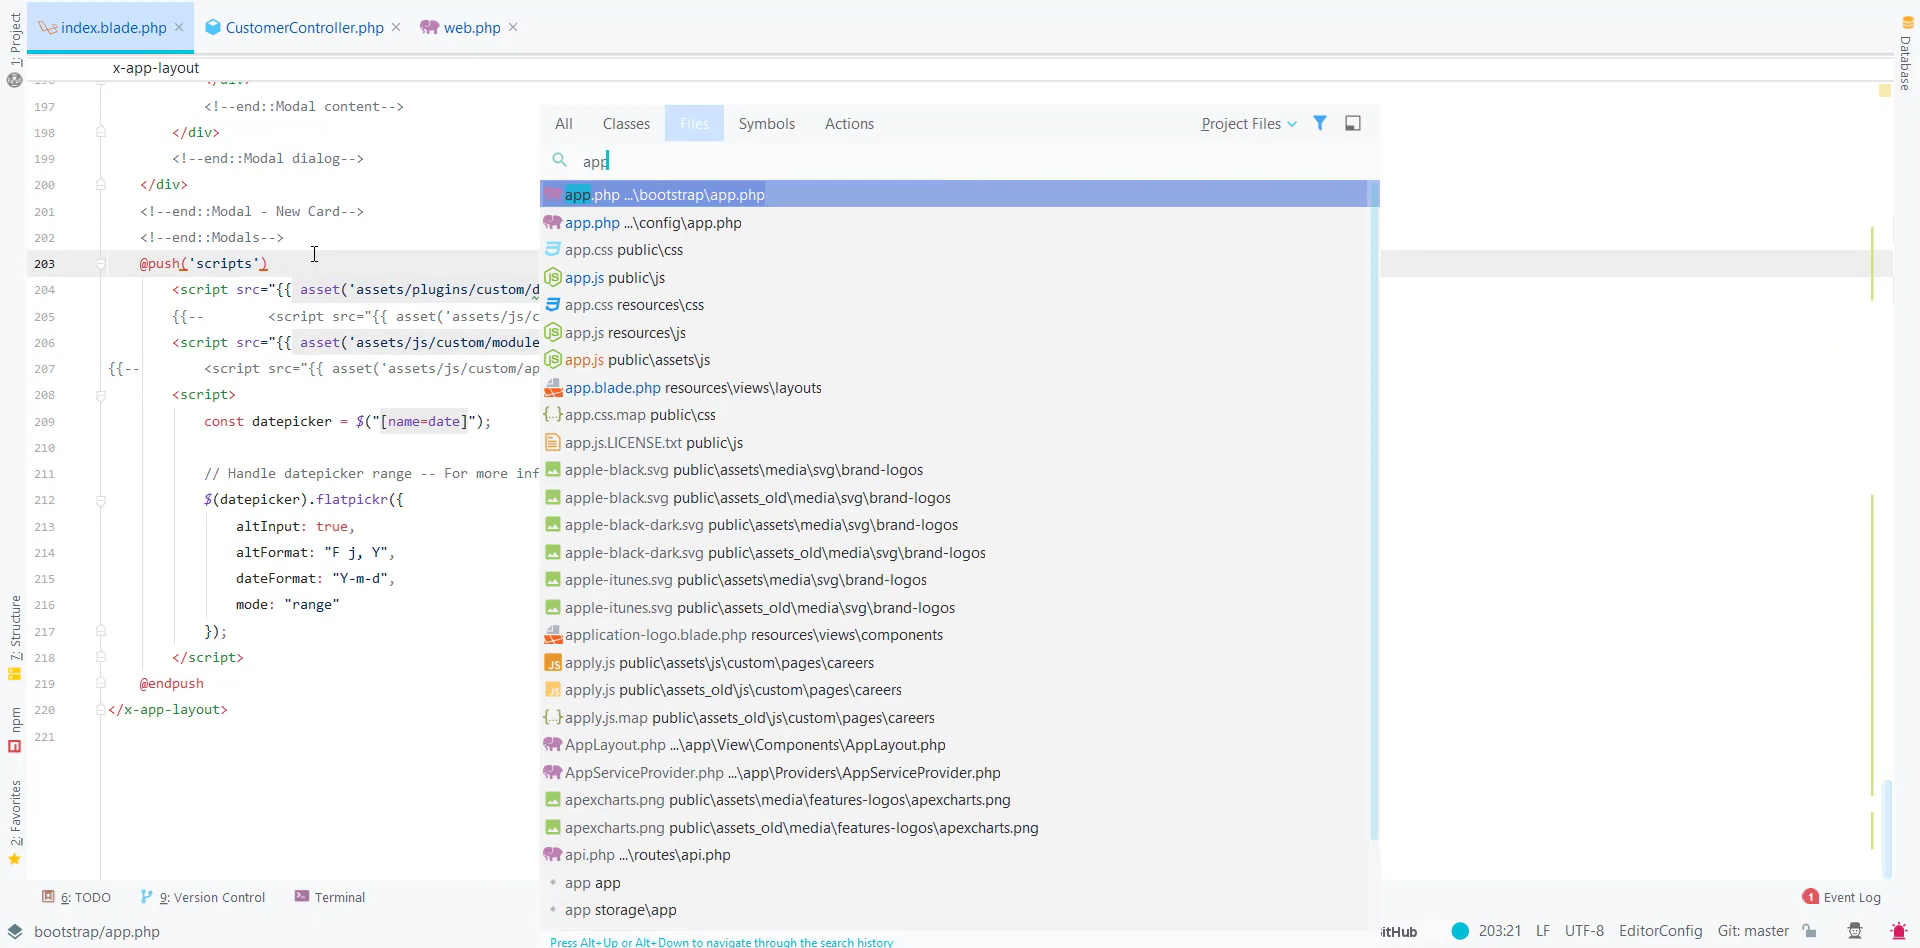 1: Project
index.blade.php
CustomerController.php
web.php
Database
x-app-layout
197 <!--end::Modal content-->
198 </div>
199 <!--end::Modal dialog-->
200 </div>
201 <!--end::Modal - New Card-->
202 <!--end::Modals-->
203 @push('scripts')
204 <script src="{{ asset('assets/plugins/custom/d
205 {{-- <script src="{{ asset('assets/js/c
206 <script src="{{ asset('assets/js/custom/module
207 {{-- <script src="{{ asset('assets/js/custom/ap
208 <script>
209 const datepicker = $("[name=date]");
210
211 // Handle datepicker range -- For more inf
212 $(datepicker).flatpickr({
213 altInput: true,
214 altFormat: "F j, Y",
215 dateFormat: "Y-m-d",
216 mode: "range"
217 });
218 </script>
219 @endpush
220 </x-app-layout>
221
All Classes Files Symbols Actions Project Files
app
app.php ...\bootstrap\app.php
app.php ...\config\app.php
app.css public\css
app.js public\js
app.css resources\css
app.js resources\js
app.js public\assets\js
app.blade.php resources\views\layouts
app.css.map public\css
app.js.LICENSE.txt public\js
apple-black.svg public\assets\media\svg\brand-logos
apple-black.svg public\assets_old\media\svg\brand-logos
apple-black-dark.svg public\assets\media\svg\brand-logos
apple-black-dark.svg public\assets_old\media\svg\brand-logos
apple-itunes.svg public\assets\media\svg\brand-logos
apple-itunes.svg public\assets_old\media\svg\brand-logos
application-logo.blade.php resources\views\components
apply.js public\assets\js\custom\pages\careers
apply.js public\assets_old\js\custom\pages\careers
apply.js.map public\assets_old\js\custom\pages\careers
AppLayout.php ...\app\View\Components\AppLayout.php
AppServiceProvider.php ...\app\Providers\AppServiceProvider.php
apexcharts.png public\assets\media\features-logos\apexcharts.png
apexcharts.png public\assets_old\media\features-logos\apexcharts.png
api.php ...\routes\api.php
app app
app storage\app
Press Alt+Up or Alt+Down to navigate through the search history
7: Structure
npm
2: Favorites
6: TODO 9: Version Control Terminal
1 Event Log
bootstrap/app.php
itHub 203:21 LF UTF-8 EditorConfig Git: master